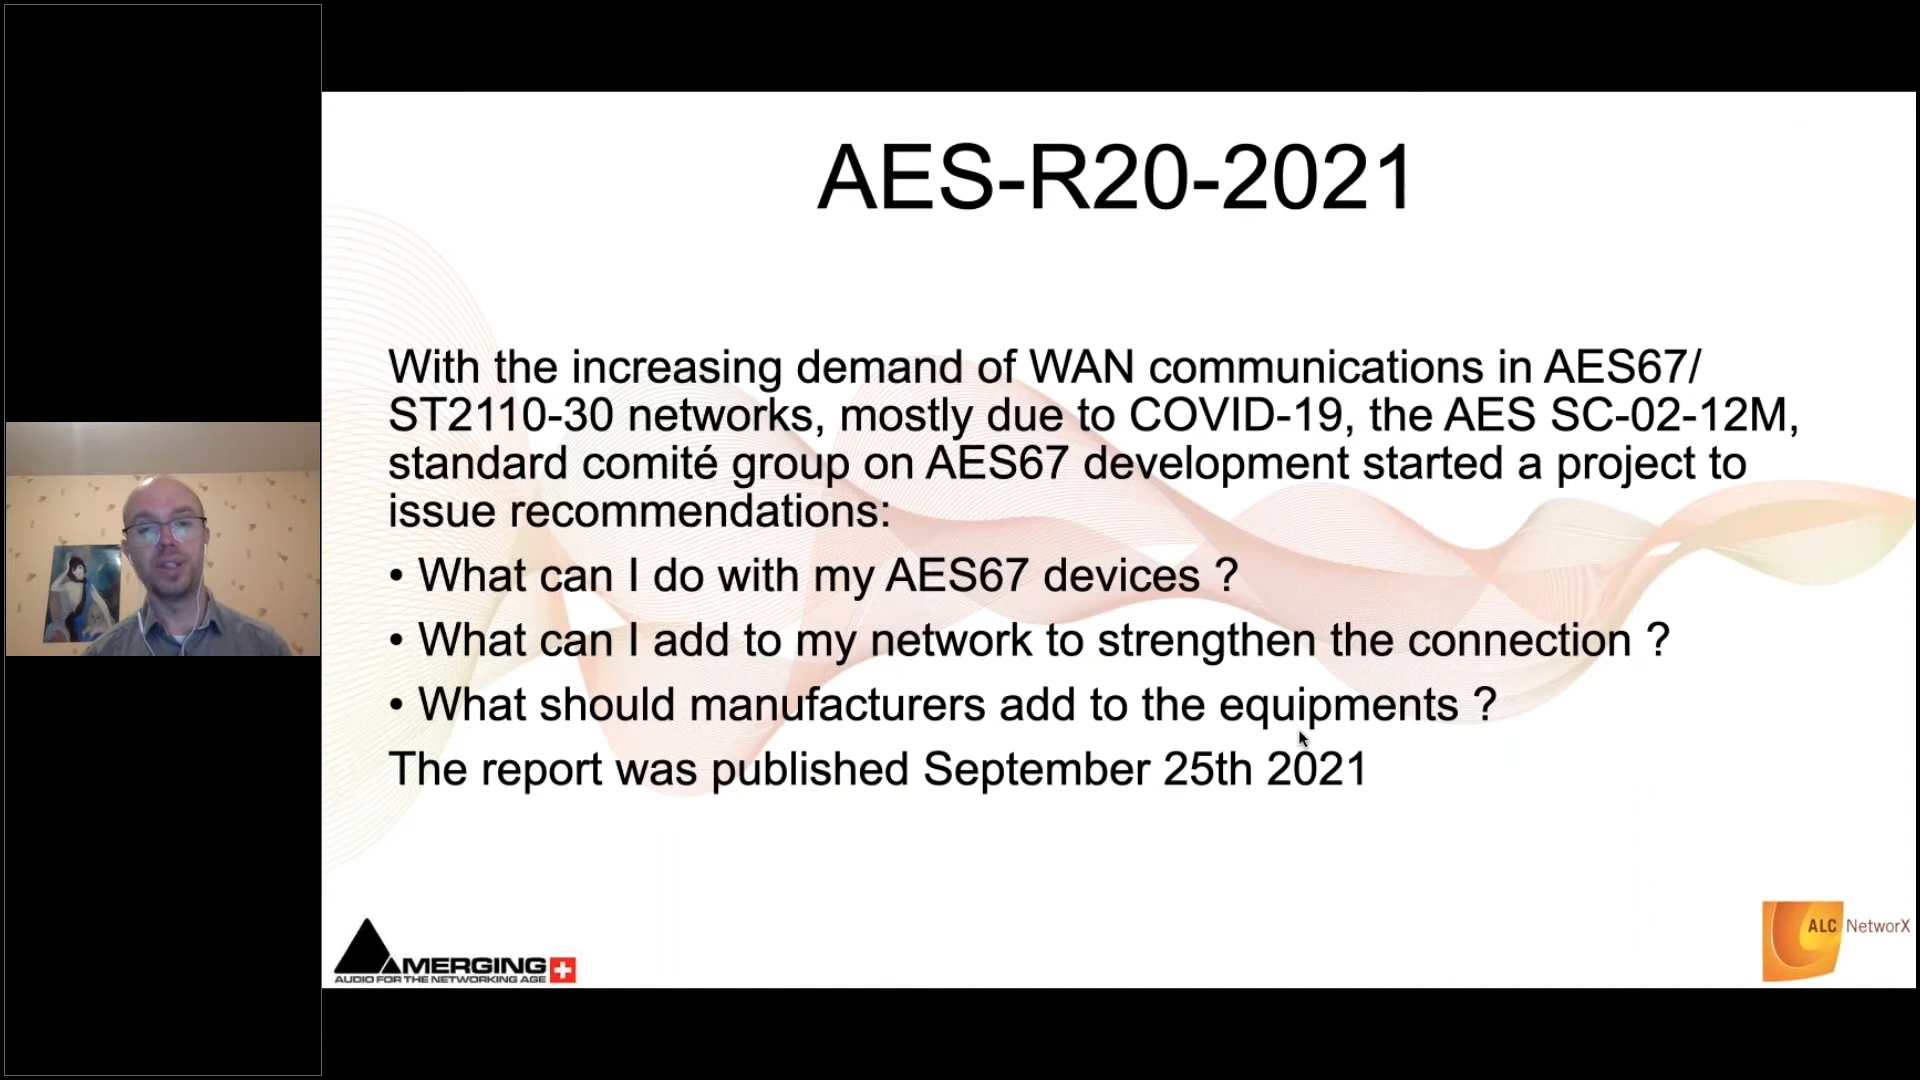 AES-R20-2021
With the increasing demand of WAN communications in AES67/
ST2110-30 networks, mostly due to COVID-19, the AES SC-02-12M,
standard comité group on AES67 development started a project to
issue recommendations:
• What can I do with my AES67 devices ?
• What can I add to my network to strengthen the connection ?
• What should manufacturers add to the equipments ?
The report was published September 25th 2021
MERGING
AUDIO FOR THE NETWORKING AGE
ALC NetworX